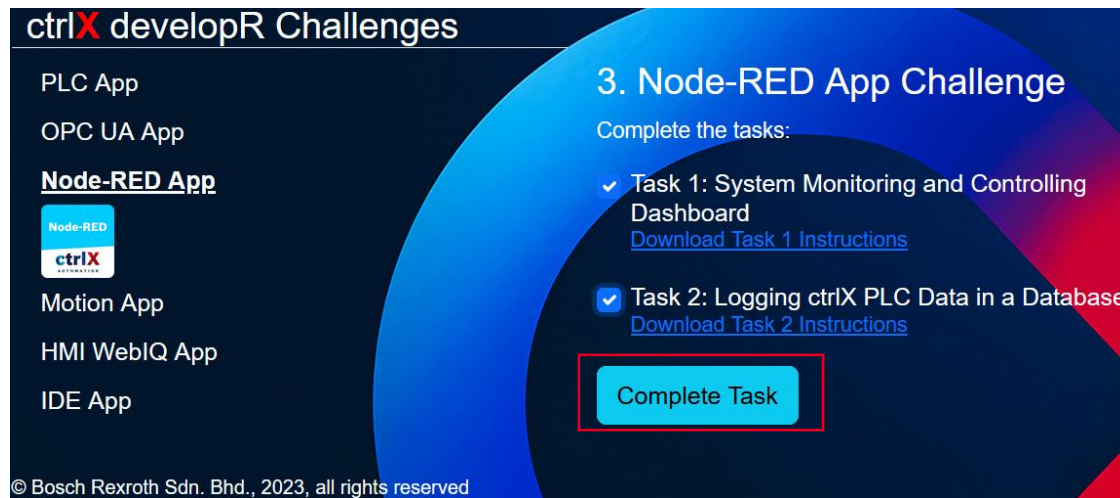 ctrlX developR Challenges
PLC App
OPC UA App
Node-RED App
Node-RED
ctrlX
AUTOMATION
Motion App
HMI WebIQ App
IDE App
© Bosch Rexroth Sdn. Bhd., 2023, all rights reserved
3. Node-RED App Challenge
Complete the tasks:
Task 1: System Monitoring and Controlling
Dashboard
Download Task 1 Instructions
Task 2: Logging ctrlX PLC Data in a Database
Download Task 2 Instructions
Complete Task